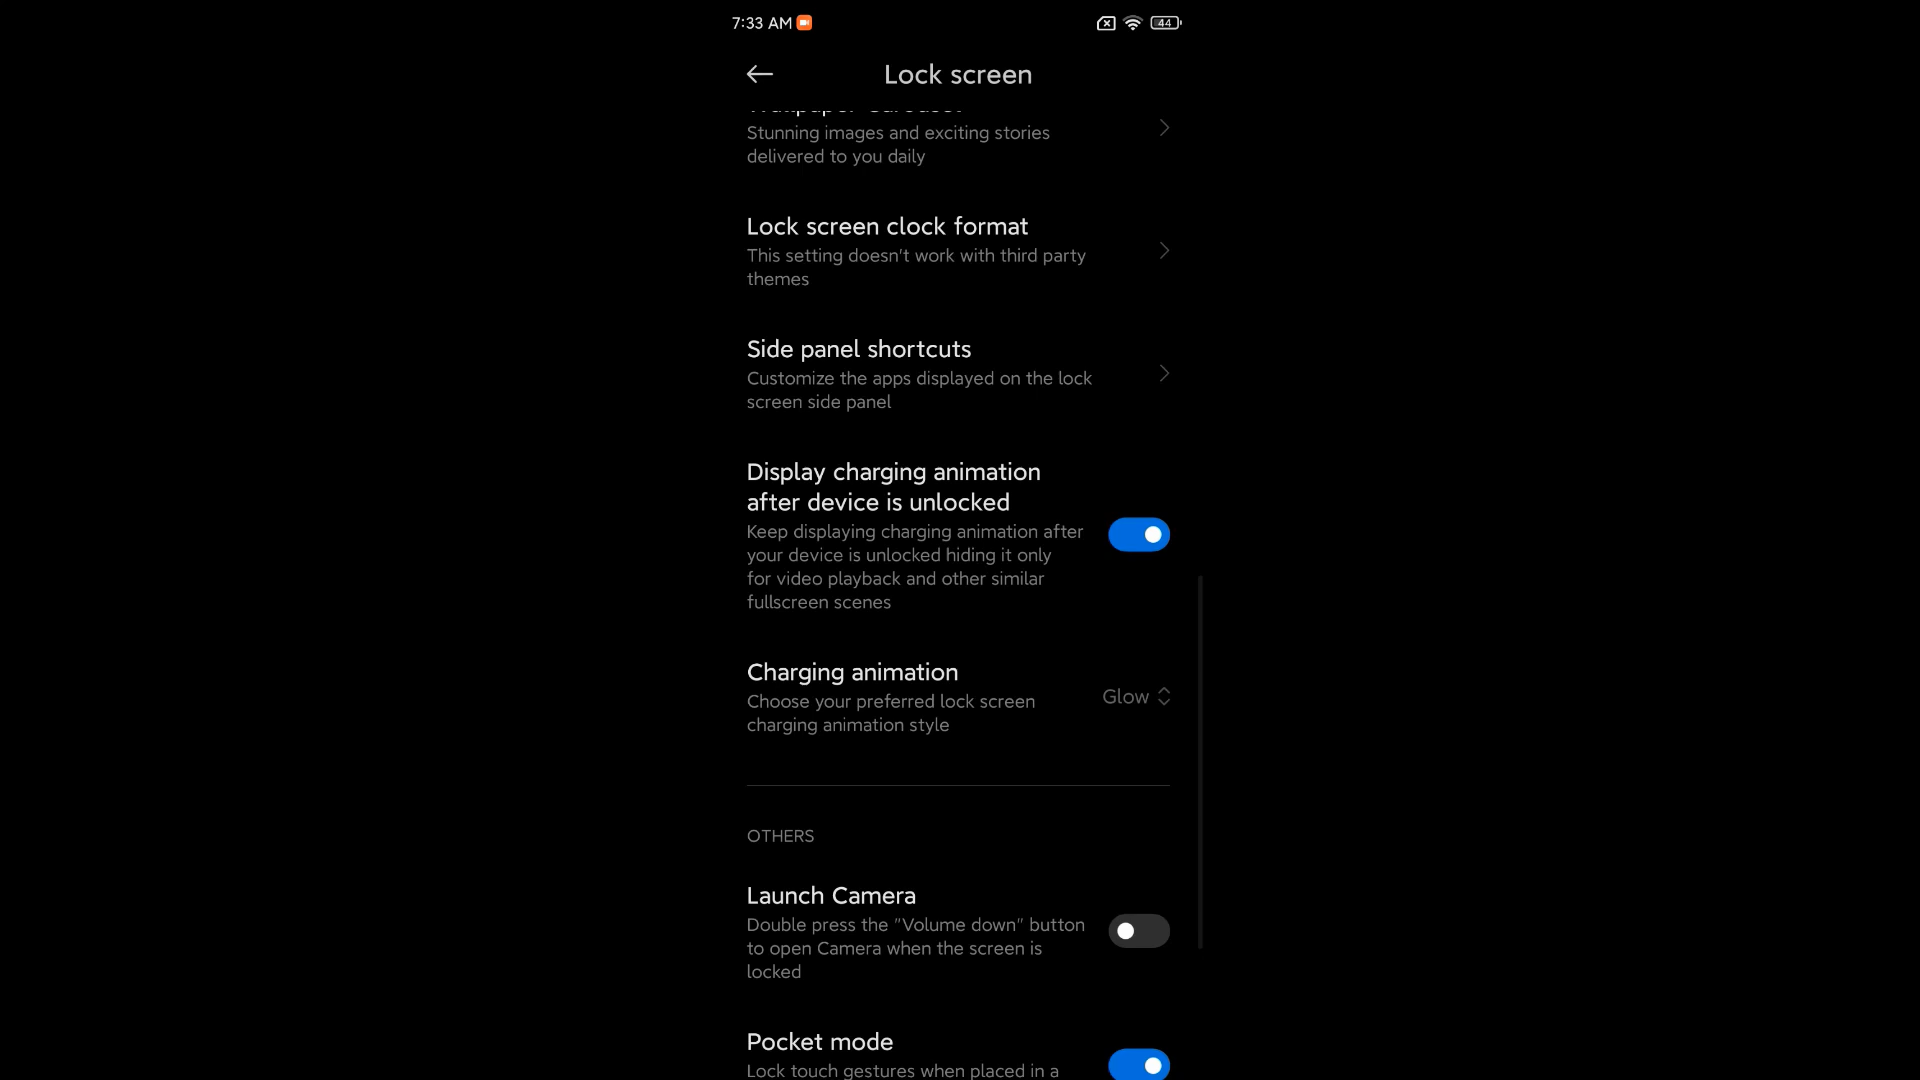 7:33 AM
44
Lock screen
Wallpaper Carousel
Stunning images and exciting stories
delivered to you daily
Lock screen clock format
This setting doesn't work with third party
themes
Side panel shortcuts
Customize the apps displayed on the lock
screen side panel
Display charging animation
after device is unlocked
Keep displaying charging animation after
your device is unlocked hiding it only
for video playback and other similar
fullscreen scenes
Charging animation
Choose your preferred lock screen
charging animation style
Glow
OTHERS
Launch Camera
Double press the "Volume down" button
to open Camera when the screen is
locked
Pocket mode
Lock touch gestures when placed in a